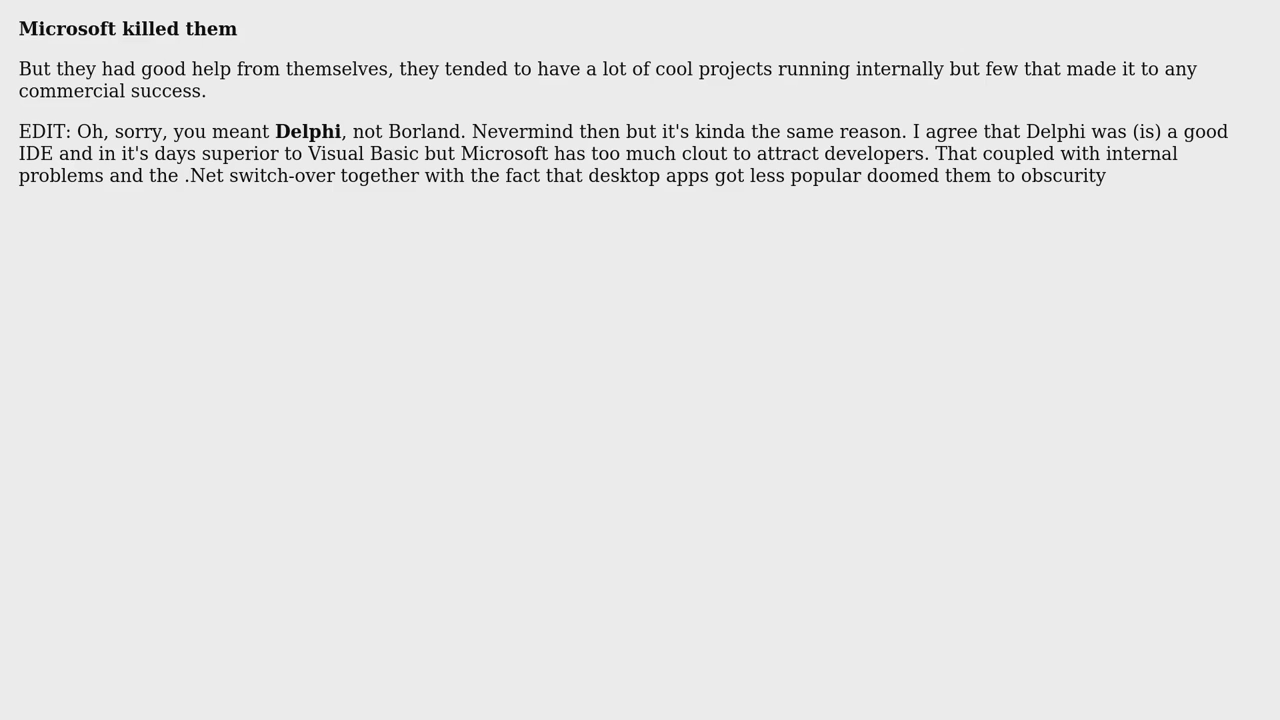 Microsoft killed them
But they had good help from themselves, they tended to have a lot of cool projects running internally but few that made it to any
commercial success.
EDIT: Oh, sorry, you meant Delphi, not Borland. Nevermind then but it's kinda the same reason. I agree that Delphi was (is) a good
IDE and in it's days superior to Visual Basic but Microsoft has too much clout to attract developers. That coupled with internal
problems and the .Net switch-over together with the fact that desktop apps got less popular doomed them to obscurity